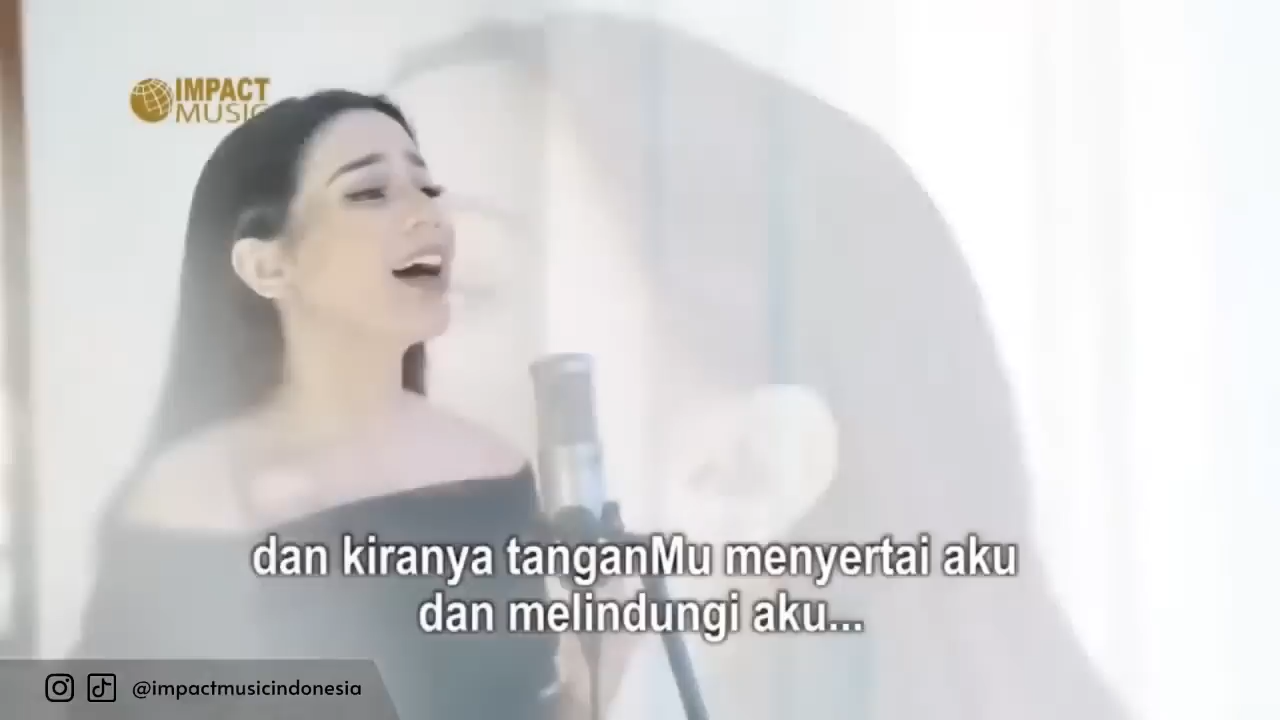 IMPACT
MUSIC
dan kiranya tanganMu menyertai aku
dan melindungi aku...
@impactmusicindonesia